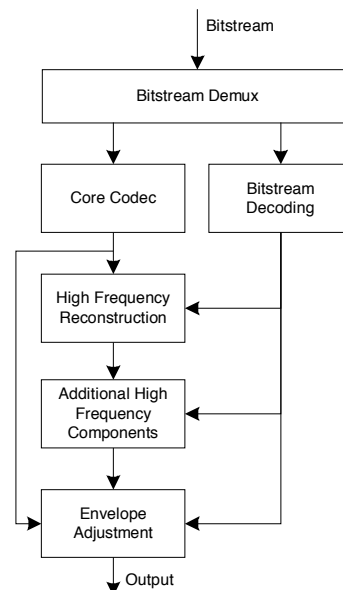 Bitstream
Bitstream Demux
Core Codec
Bitstream
Decoding
High Frequency
Reconstruction
Additional High
Frequency
Components
Envelope
Adjustment
Output